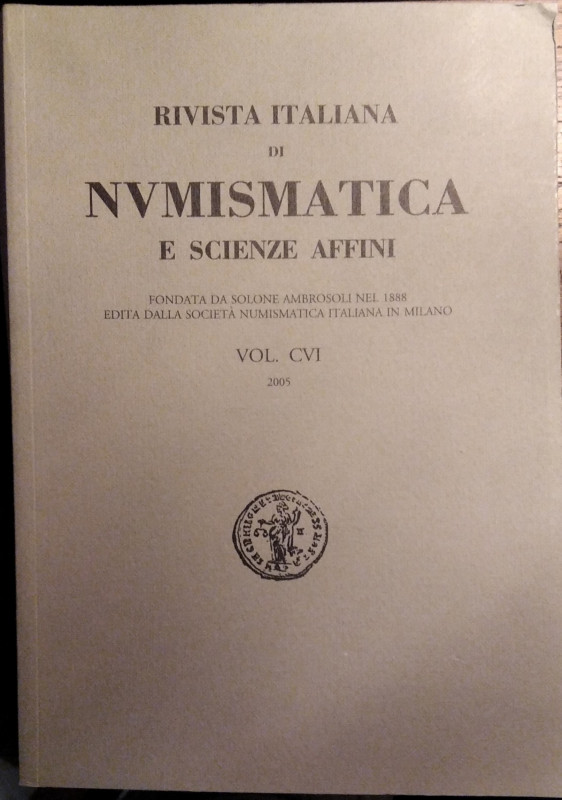 RIVISTA ITALIANA
DI
NVMISMATICA
E SCIENZE AFFINI
FONDATA DA SOLONE AMBROSOLI NEL 1888
EDITA DALLA SOCIETÀ NUMISMATICA ITALIANA IN MILANO
VOL. CVI
2005